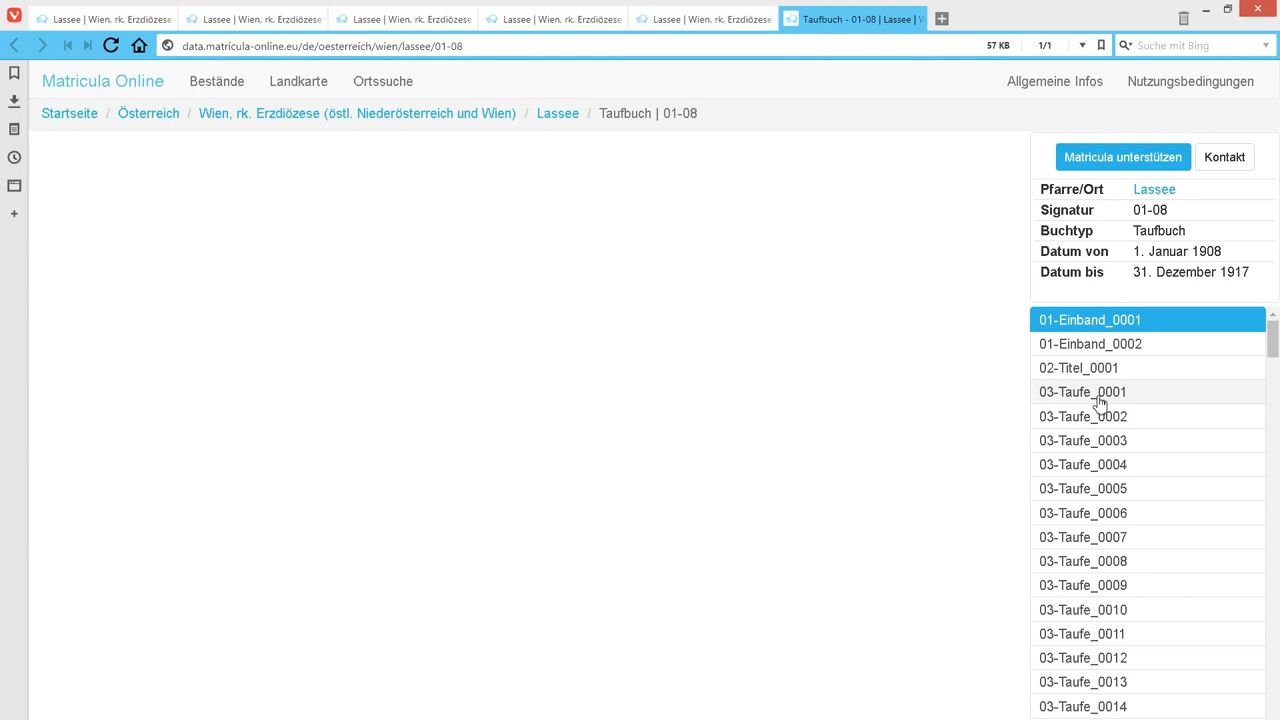 Lassee | Wien, rk. Erzdiözese
Lassee | Wien, rk. Erzdiözese
Lassee | Wien, rk. Erzdiözese
Lassee | Wien, rk. Erzdiözese
Lassee | Wien, rk. Erzdiözese
Taufbuch - 01-08 | Lassee |
data.matricula-online.eu/de/oesterreich/wien/lassee/01-08
57 KB
1/1
Suche mit Bing
Matricula Online
Bestände
Landkarte
Ortssuche
Allgemeine Infos
Nutzungsbedingungen
Startseite / Österreich / Wien, rk. Erzdiözese (östl. Niederösterreich und Wien) / Lassee / Taufbuch | 01-08
Matricula unterstützen
Kontakt
Pfarre/Ort Lassee
Signatur 01-08
Buchtyp Taufbuch
Datum von 1. Januar 1908
Datum bis 31. Dezember 1917
01-Einband_0001
01-Einband_0002
02-Titel_0001
03-Taufe_0001
03-Taufe_0002
03-Taufe_0003
03-Taufe_0004
03-Taufe_0005
03-Taufe_0006
03-Taufe_0007
03-Taufe_0008
03-Taufe_0009
03-Taufe_0010
03-Taufe_0011
03-Taufe_0012
03-Taufe_0013
03-Taufe_0014